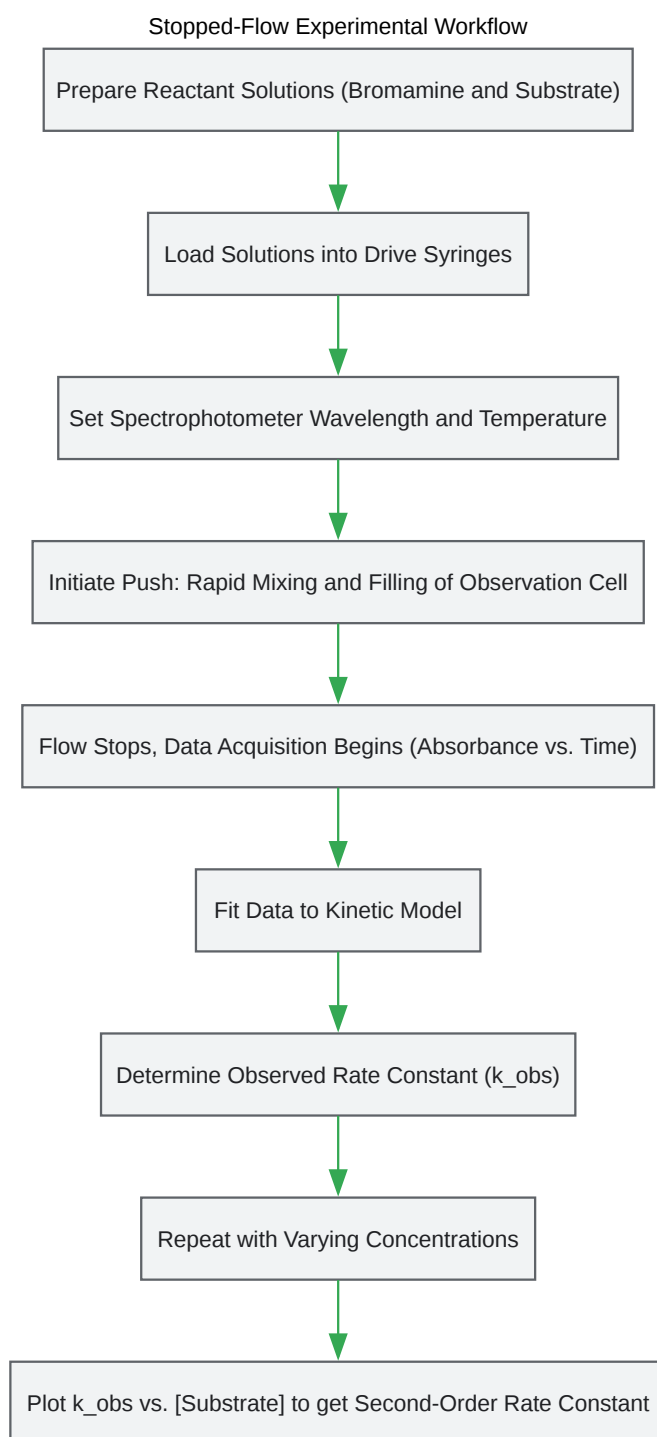 Stopped-Flow Experimental Workflow
Prepare Reactant Solutions (Bromamine and Substrate)
Load Solutions into Drive Syringes
Set Spectrophotometer Wavelength and Temperature
Initiate Push: Rapid Mixing and Filling of Observation Cell
Flow Stops, Data Acquisition Begins (Absorbance vs. Time)
Fit Data to Kinetic Model
Determine Observed Rate Constant (k_obs)
Repeat with Varying Concentrations
Plot k_obs vs. [Substrate] to get Second-Order Rate Constant